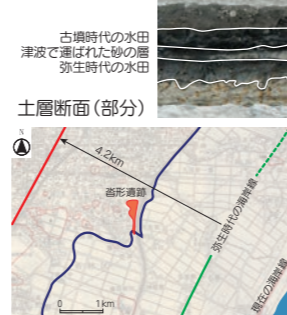 古墳時代の水田
津波で運ばれた砂の層
弥生時代の水田
土層断面(部分)
N
4.2km
沓形遺跡
弥生時代の海岸線
現在の海岸線
0 1km